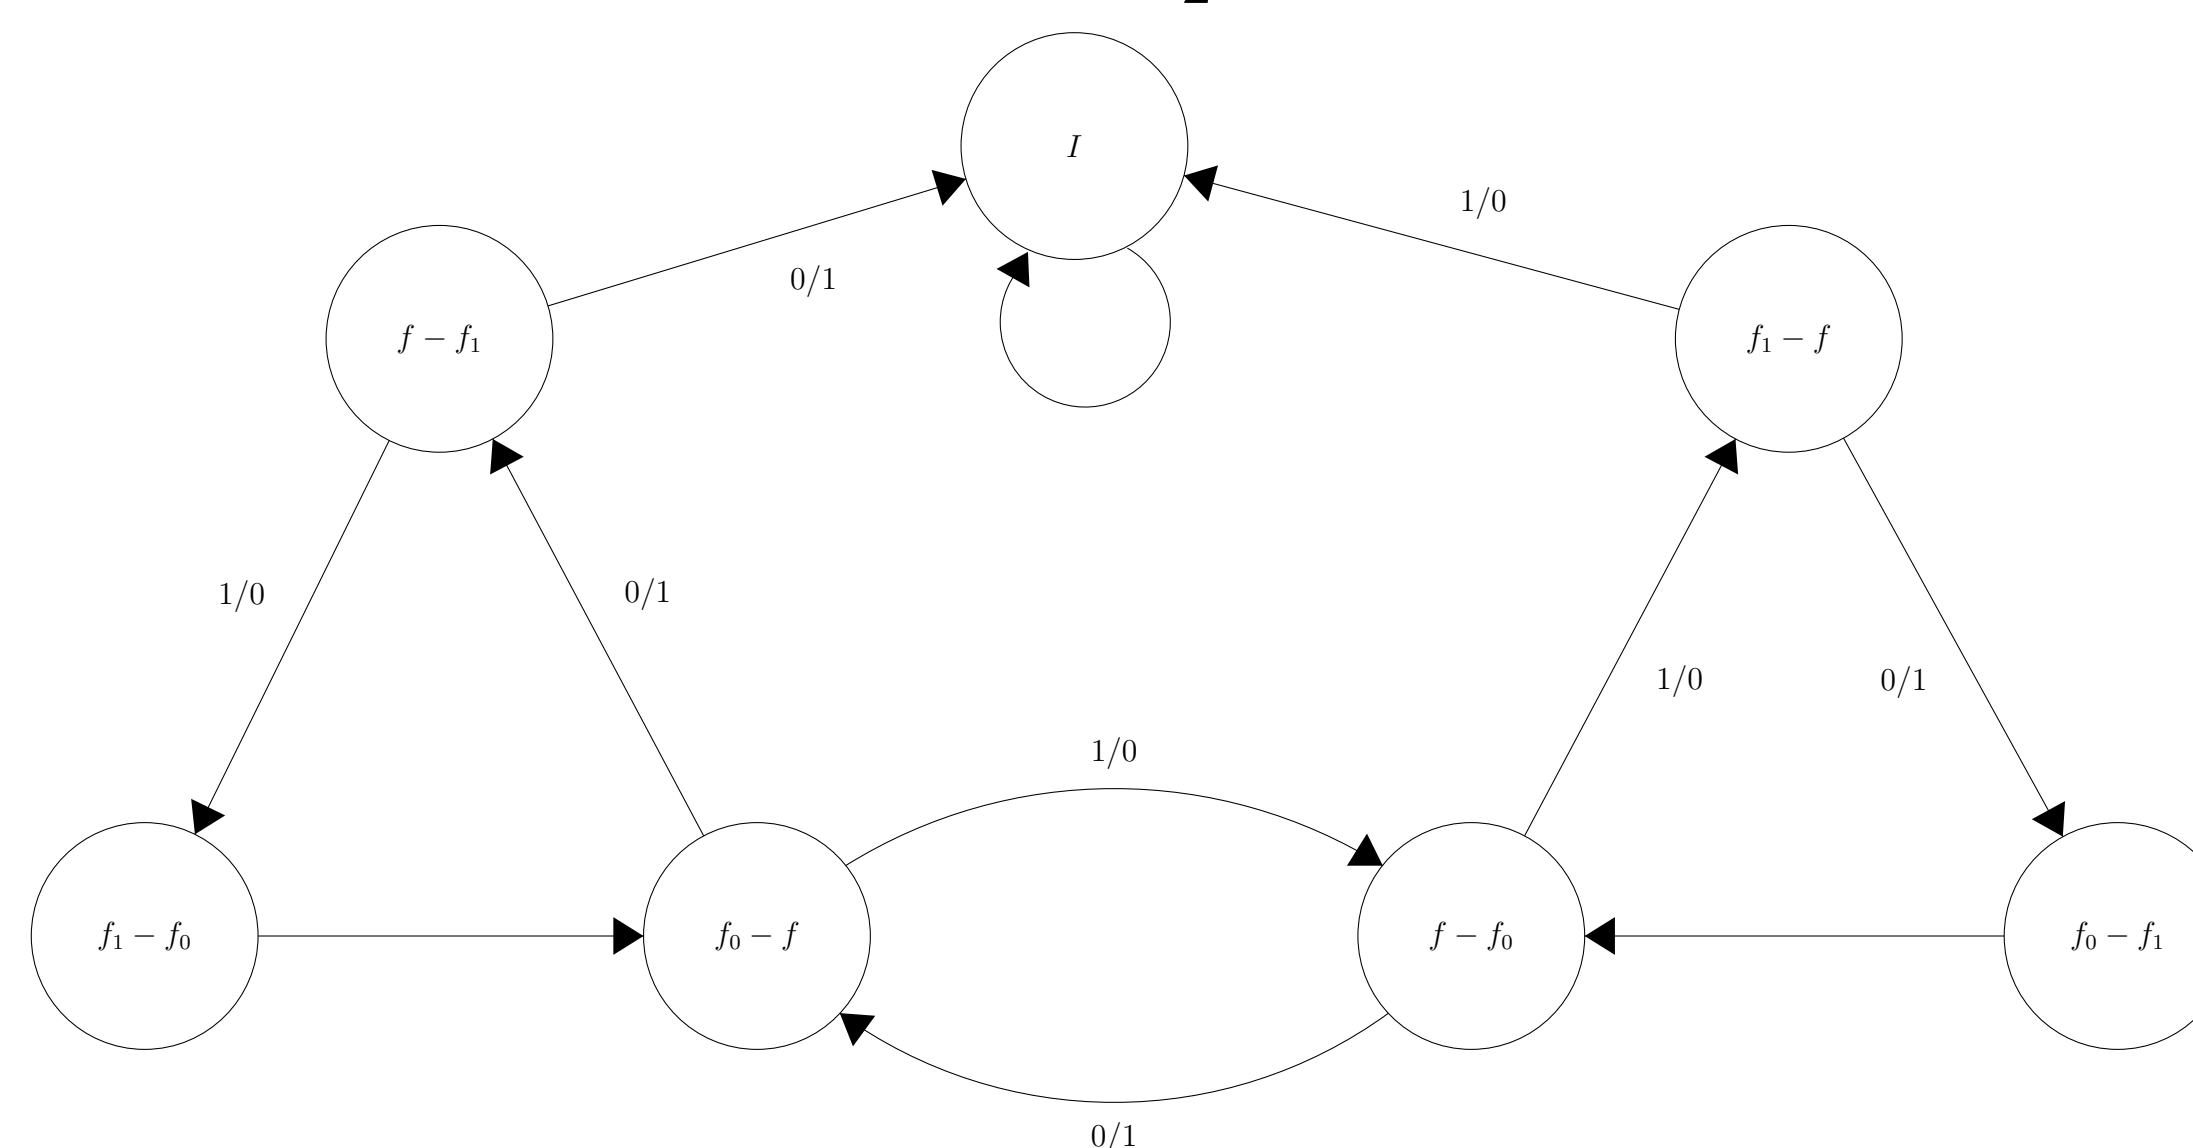 I
1/0
0/1
f − f₁
f₁ − f
1/0
0/1
1/0
0/1
1/0
f₁ − f₀
f₀ − f
f − f₀
f₀ − f₁
0/1